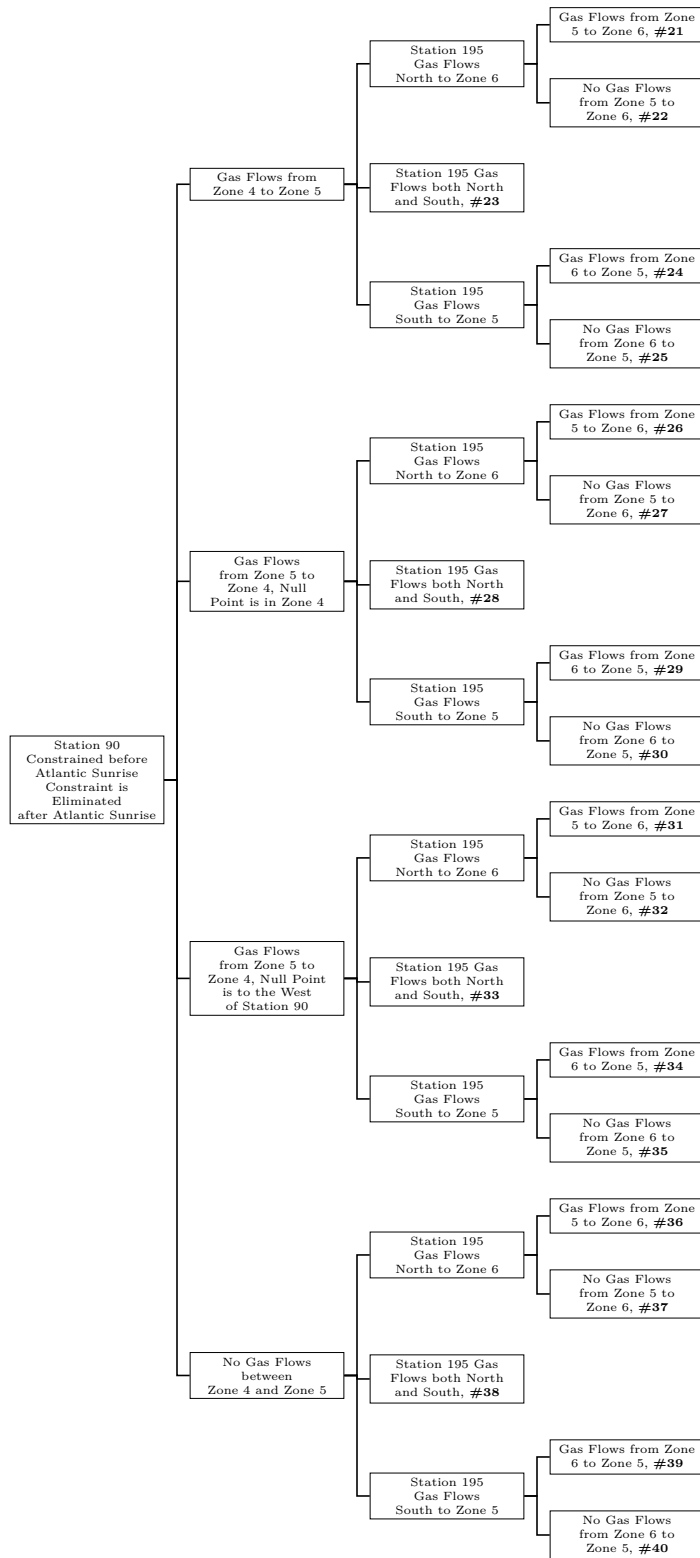 Station 90
Constrained before
Atlantic Sunrise
Constraint is
Eliminated
after Atlantic Sunrise
Gas Flows from
Zone 4 to Zone 5
Station 195
Gas Flows
North to Zone 6
Gas Flows from Zone
5 to Zone 6, #21
No Gas Flows
from Zone 5 to
Zone 6, #22
Station 195 Gas
Flows both North
and South, #23
Station 195
Gas Flows
South to Zone 5
Gas Flows from Zone
6 to Zone 5, #24
No Gas Flows
from Zone 6 to
Zone 5, #25
Gas Flows
from Zone 5 to
Zone 4, Null
Point is in Zone 4
Station 195
Gas Flows
North to Zone 6
Gas Flows from Zone
5 to Zone 6, #26
No Gas Flows
from Zone 5 to
Zone 6, #27
Station 195 Gas
Flows both North
and South, #28
Station 195
Gas Flows
South to Zone 5
Gas Flows from Zone
6 to Zone 5, #29
No Gas Flows
from Zone 6 to
Zone 5, #30
Gas Flows
from Zone 5 to
Zone 4, Null Point
is to the West
of Station 90
Station 195
Gas Flows
North to Zone 6
Gas Flows from Zone
5 to Zone 6, #31
No Gas Flows
from Zone 5 to
Zone 6, #32
Station 195 Gas
Flows both North
and South, #33
Station 195
Gas Flows
South to Zone 5
Gas Flows from Zone
6 to Zone 5, #34
No Gas Flows
from Zone 6 to
Zone 5, #35
No Gas Flows
between
Zone 4 and Zone 5
Station 195
Gas Flows
North to Zone 6
Gas Flows from Zone
5 to Zone 6, #36
No Gas Flows
from Zone 5 to
Zone 6, #37
Station 195 Gas
Flows both North
and South, #38
Station 195
Gas Flows
South to Zone 5
Gas Flows from Zone
6 to Zone 5, #39
No Gas Flows
from Zone 6 to
Zone 5, #40